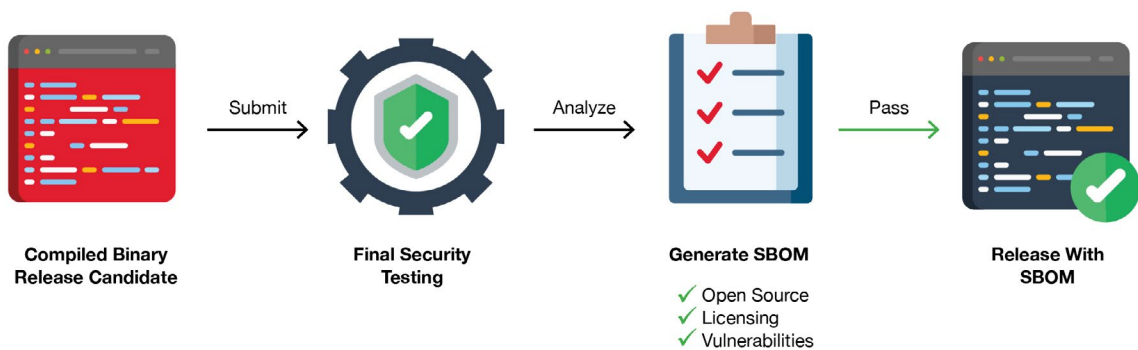 Submit
Analyze
Pass
Compiled Binary
Release Candidate
Final Security
Testing
Generate SBOM
Open Source
Licensing
Vulnerabilities
Release With
SBOM